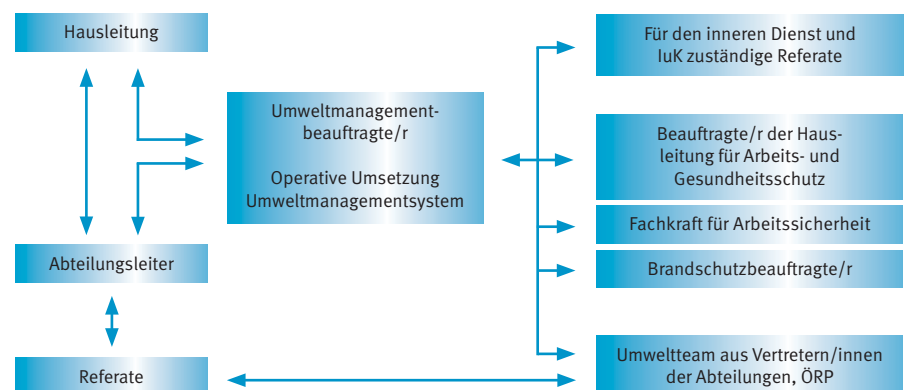 Hausleitung
Abteilungsleiter
Referate
Umweltmanagement-
beauftragte/r
Operative Umsetzung
Umweltmanagementsystem
Für den inneren Dienst und
IuK zuständige Referate
Beauftragte/r der Haus-
leitung für Arbeits- und
Gesundheitsschutz
Fachkraft für Arbeitssicherheit
Brandschutzbeauftragte/r
Umweltteam aus Vertretern/innen
der Abteilungen, ÖRP